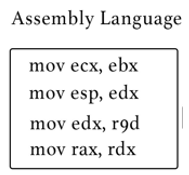 Assembly Language
mov ecx, ebx
mov esp, edx
mov edx, r9d
mov rax, rdx